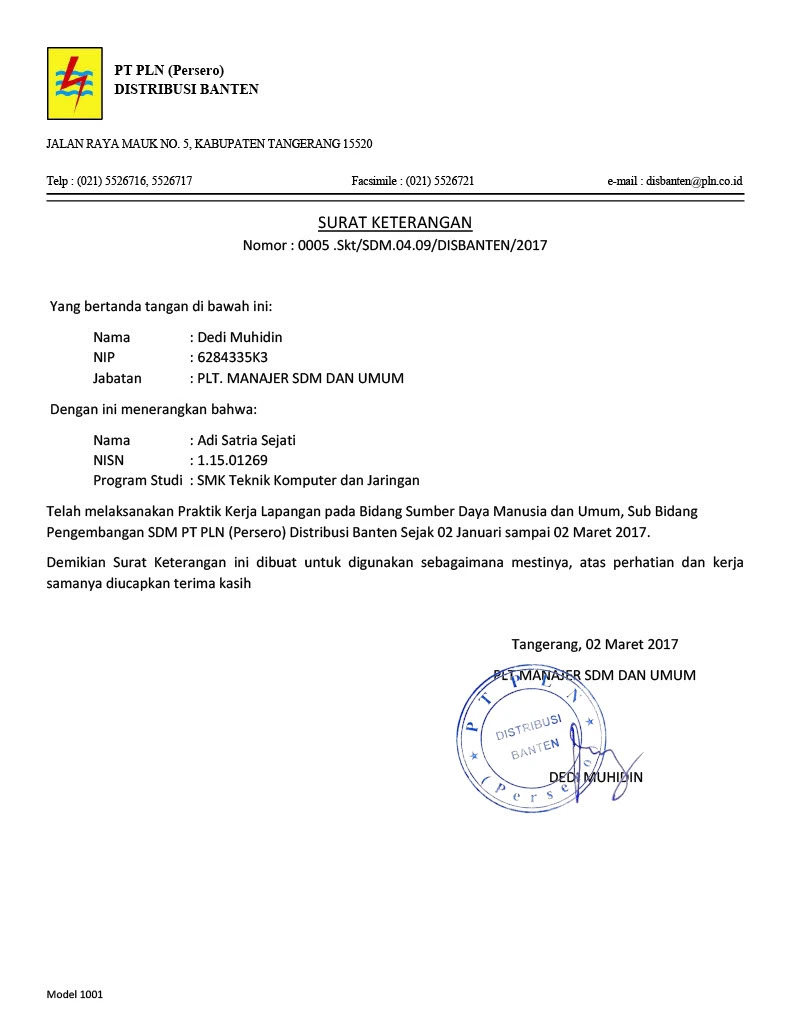 PT PLN (Persero)
DISTRIBUSI BANTEN
JALAN RAYA MAUK NO. 5, KABUPATEN TANGERANG 15520
Telp : (021) 5526716, 5526717 Facsimile : (021) 5526721 e-mail : disbanten@pln.co.id
SURAT KETERANGAN
Nomor : 0005 .Skt/SDM.04.09/DISBANTEN/2017
Yang bertanda tangan di bawah ini:
Nama : Dedi Muhidin
NIP : 6284335K3
Jabatan : PLT. MANAJER SDM DAN UMUM
Dengan ini menerangkan bahwa:
Nama : Adi Satria Sejati
NISN : 1.15.01269
Program Studi : SMK Teknik Komputer dan Jaringan
Telah melaksanakan Praktik Kerja Lapangan pada Bidang Sumber Daya Manusia dan Umum, Sub Bidang
Pengembangan SDM PT PLN (Persero) Distribusi Banten Sejak 02 Januari sampai 02 Maret 2017.
Demikian Surat Keterangan ini dibuat untuk digunakan sebagaimana mestinya, atas perhatian dan kerja
samanya diucapkan terima kasih
Tangerang, 02 Maret 2017
PLT MANAJER SDM DAN UMUM
PT PLN
DISTRIBUSI
BANTEN
(Persero)
DEDI MUHIDIN
Model 1001